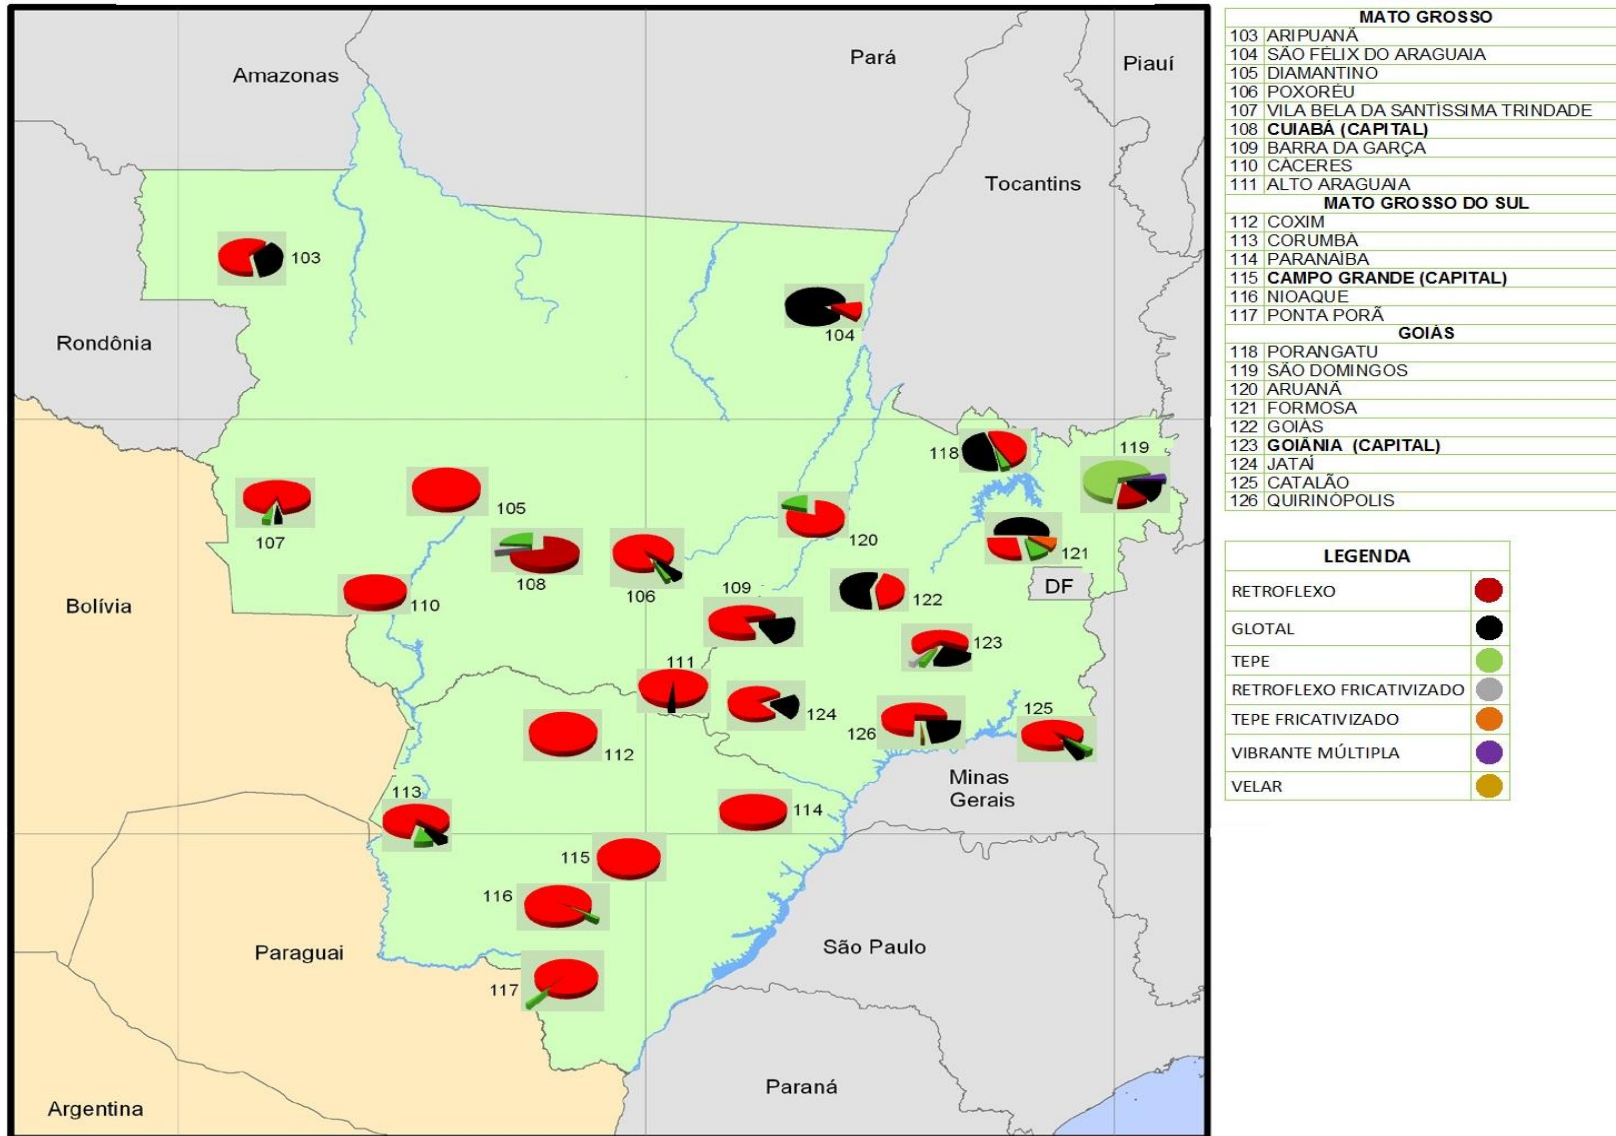 Amazonas
Pará
Piauí
Tocantins
Rondônia
103
104
118
119
105
107
120
108
106
121
110
109
122
DF
Bolívia
123
111
124
126
125
112
Minas
Gerais
113
114
115
116
São Paulo
Paraguai
117
Paraná
Argentina
MATO GROSSO
103 ARIPUANÃ
104 SÃO FÉLIX DO ARAGUAIA
105 DIAMANTINO
106 POXORÉU
107 VILA BELA DA SANTÍSSIMA TRINDADE
108 CUIABÁ (CAPITAL)
109 BARRA DA GARÇA
110 CÁCERES
111 ALTO ARAGUAIA
MATO GROSSO DO SUL
112 COXIM
113 CORUMBÁ
114 PARANAÍBA
115 CAMPO GRANDE (CAPITAL)
116 NIOAQUE
117 PONTA PORÃ
GOIÁS
118 PORANGATU
119 SÃO DOMINGOS
120 ARUANÃ
121 FORMOSA
122 GOIÁS
123 GOIÂNIA (CAPITAL)
124 JATAÍ
125 CATALÃO
126 QUIRINÓPOLIS
LEGENDA
RETROFLEXO
GLOTAL
TEPE
RETROFLEXO FRICATIVIZADO
TEPE FRICATIVIZADO
VIBRANTE MÚLTIPLA
VELAR